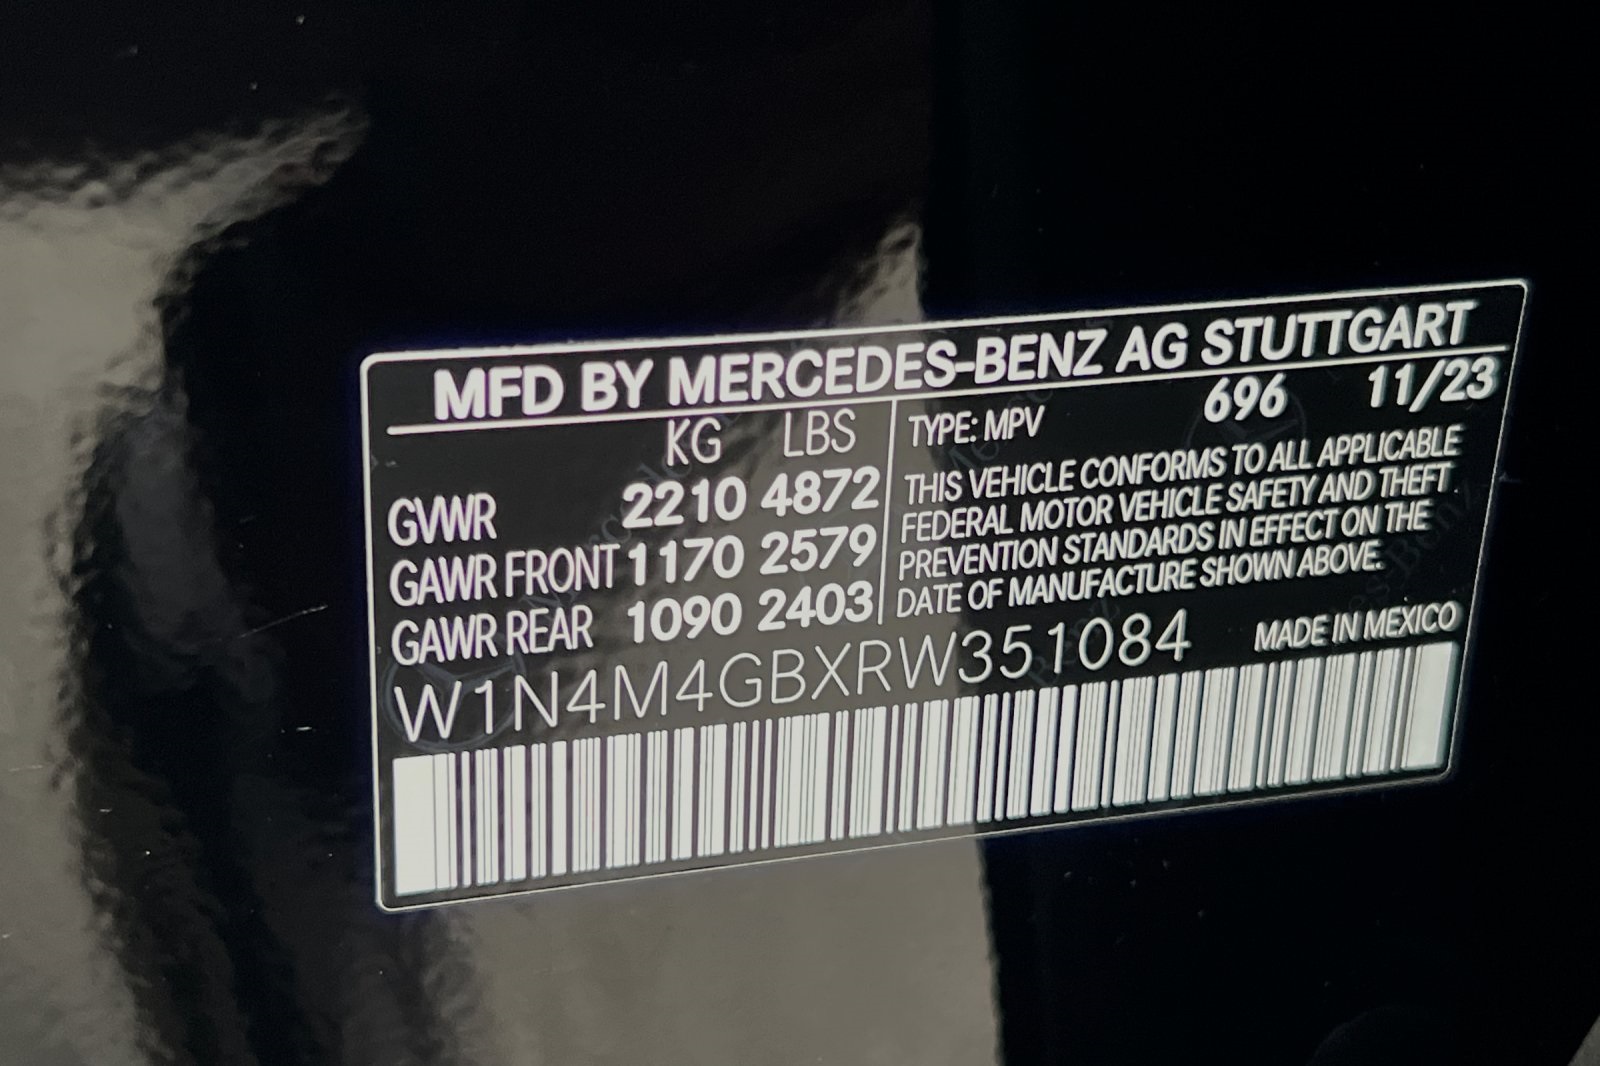 MFD BY MERCEDES-BENZ AG STUTTGART
KG LBS
GVWR 2210 4872
GAWR FRONT 1170 2579
GAWR REAR 1090 2403
TYPE: MPV 696 11/23
THIS VEHICLE CONFORMS TO ALL APPLICABLE
FEDERAL MOTOR VEHICLE SAFETY AND THEFT
PREVENTION STANDARDS IN EFFECT ON THE
DATE OF MANUFACTURE SHOWN ABOVE.
W1N4M4GBXRW351084 MADE IN MEXICO